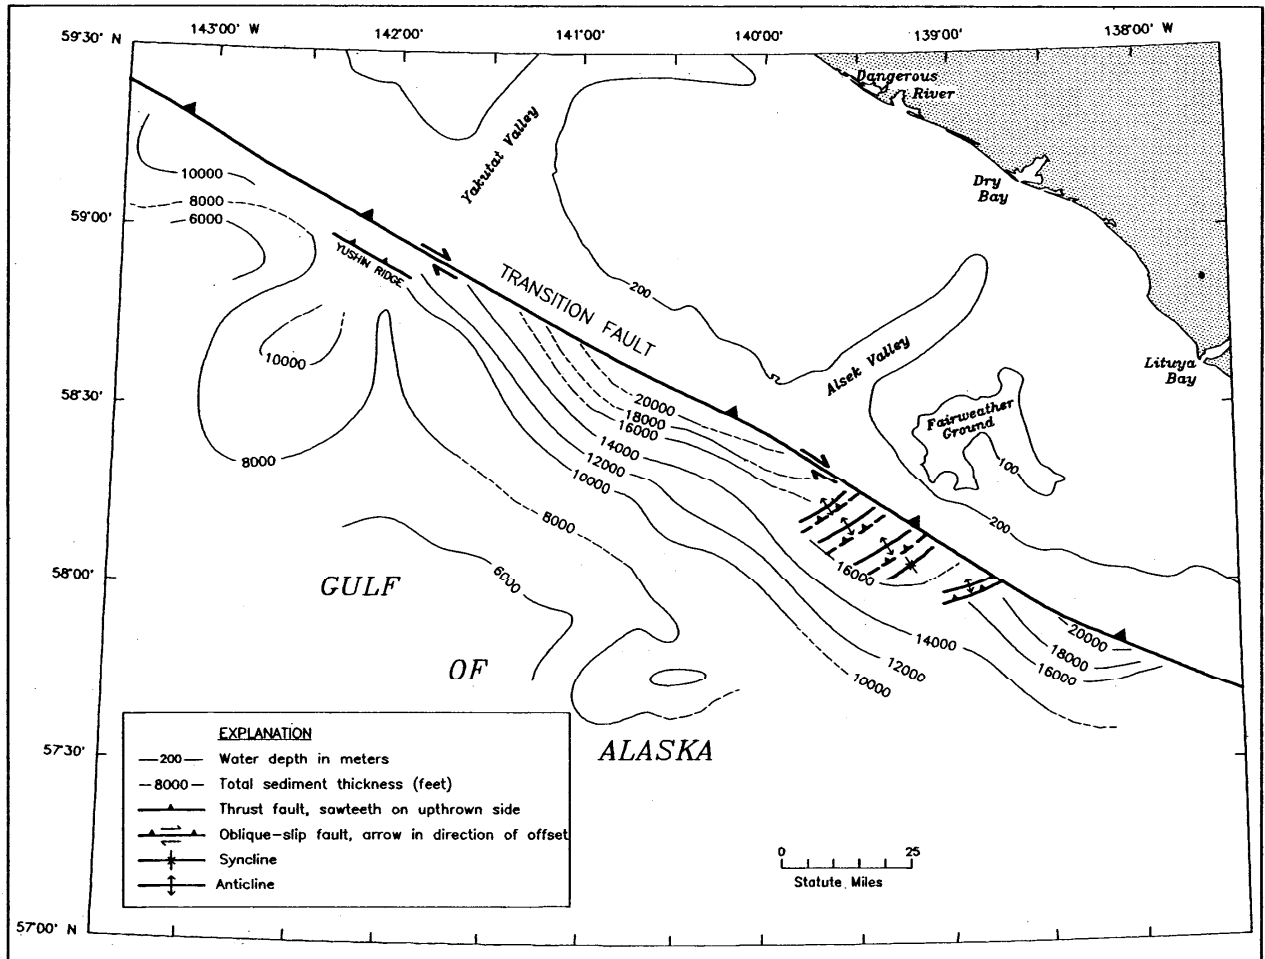 143°00' W
142°00'
141°00'
140°00'
139°00'
138°00' W
59°30' N
59°00'
58°30'
58°00'
57°30'
57°00' N
Dangerous
River
Yakutat Valley
Dry
Bay
10000
8000
6000
YUSHIN RIDGE
TRANSITION FAULT
200
Alsek Valley
Lituya
Bay
Fairweather
Ground
100
10000
20000
18000
16000
14000
12000
10000
8000
8000
200
6000
16000
GULF
OF
ALASKA
14000
12000
10000
20000
18000
16000
EXPLANATION
200 Water depth in meters
8000 Total sediment thickness (feet)
Thrust fault, sawteeth on upthrown side
Oblique-slip fault, arrow in direction of offset
Syncline
Anticline
0 25
Statute Miles